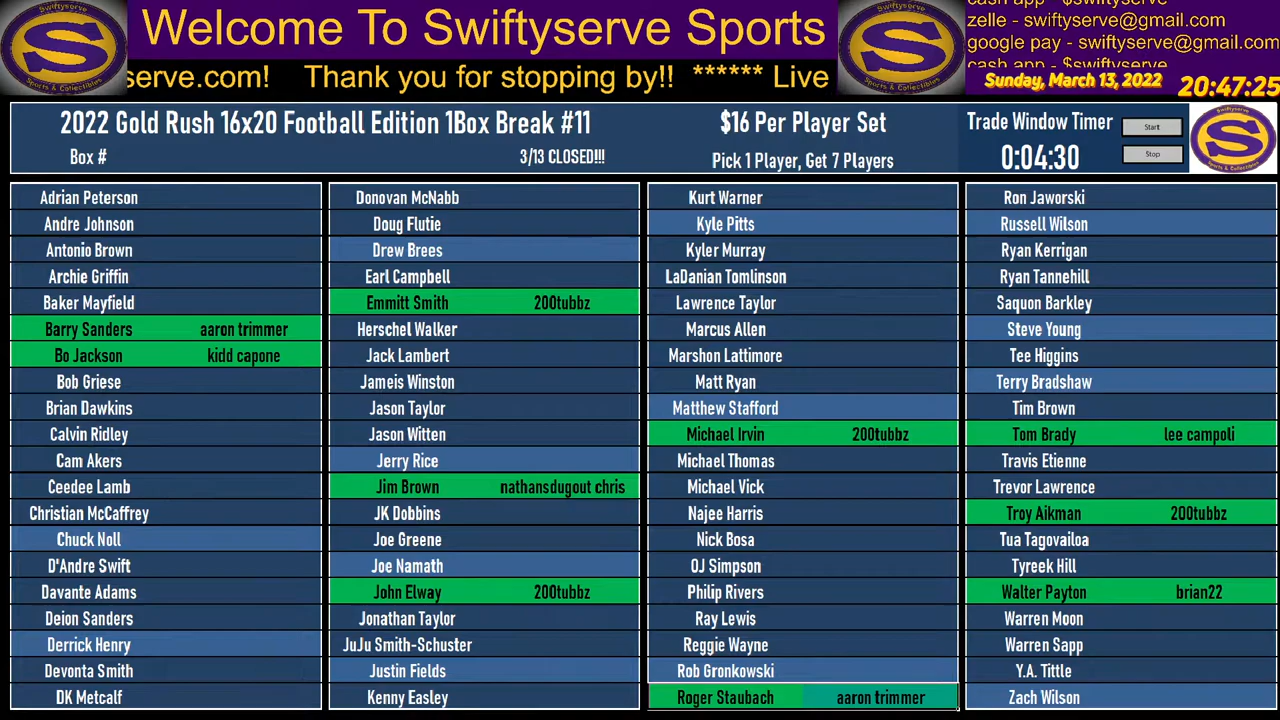 Welcome To Swiftyserve Sports
serve.com! Thank you for stopping by!! ****** Live
zelle - swiftyserve@gmail.com
google pay - swiftyserve@gmail.com
cash app - $swiftyserve
Sunday, March 13, 2022 20:47:25
2022 Gold Rush 16x20 Football Edition 1Box Break #11
Box #
3/13 CLOSED!!!
$16 Per Player Set
Pick 1 Player, Get 7 Players
Trade Window Timer
0:04:30
Start
Stop
S
Swiftyserve
Sports & Collectibles
Adrian Peterson
Andre Johnson
Antonio Brown
Archie Griffin
Baker Mayfield
Barry Sanders aaron trimmer
Bo Jackson kidd capone
Bob Griese
Brian Dawkins
Calvin Ridley
Cam Akers
Ceedee Lamb
Christian McCaffrey
Chuck Noll
D'Andre Swift
Davante Adams
Deion Sanders
Derrick Henry
Devonta Smith
DK Metcalf
Donovan McNabb
Doug Flutie
Drew Brees
Earl Campbell
Emmitt Smith 200tubbz
Herschel Walker
Jack Lambert
Jameis Winston
Jason Taylor
Jason Witten
Jerry Rice
Jim Brown nathansdugout chris
JK Dobbins
Joe Greene
Joe Namath
John Elway 200tubbz
Jonathan Taylor
JuJu Smith-Schuster
Justin Fields
Kenny Easley
Kurt Warner
Kyle Pitts
Kyler Murray
LaDanian Tomlinson
Lawrence Taylor
Marcus Allen
Marshon Lattimore
Matt Ryan
Matthew Stafford
Michael Irvin 200tubbz
Michael Thomas
Michael Vick
Najee Harris
Nick Bosa
OJ Simpson
Philip Rivers
Ray Lewis
Reggie Wayne
Rob Gronkowski
Roger Staubach aaron trimmer
Ron Jaworski
Russell Wilson
Ryan Kerrigan
Ryan Tannehill
Saquon Barkley
Steve Young
Tee Higgins
Terry Bradshaw
Tim Brown
Tom Brady lee campoli
Travis Etienne
Trevor Lawrence
Troy Aikman 200tubbz
Tua Tagovailoa
Tyreek Hill
Walter Payton brian22
Warren Moon
Warren Sapp
Y.A. Tittle
Zach Wilson